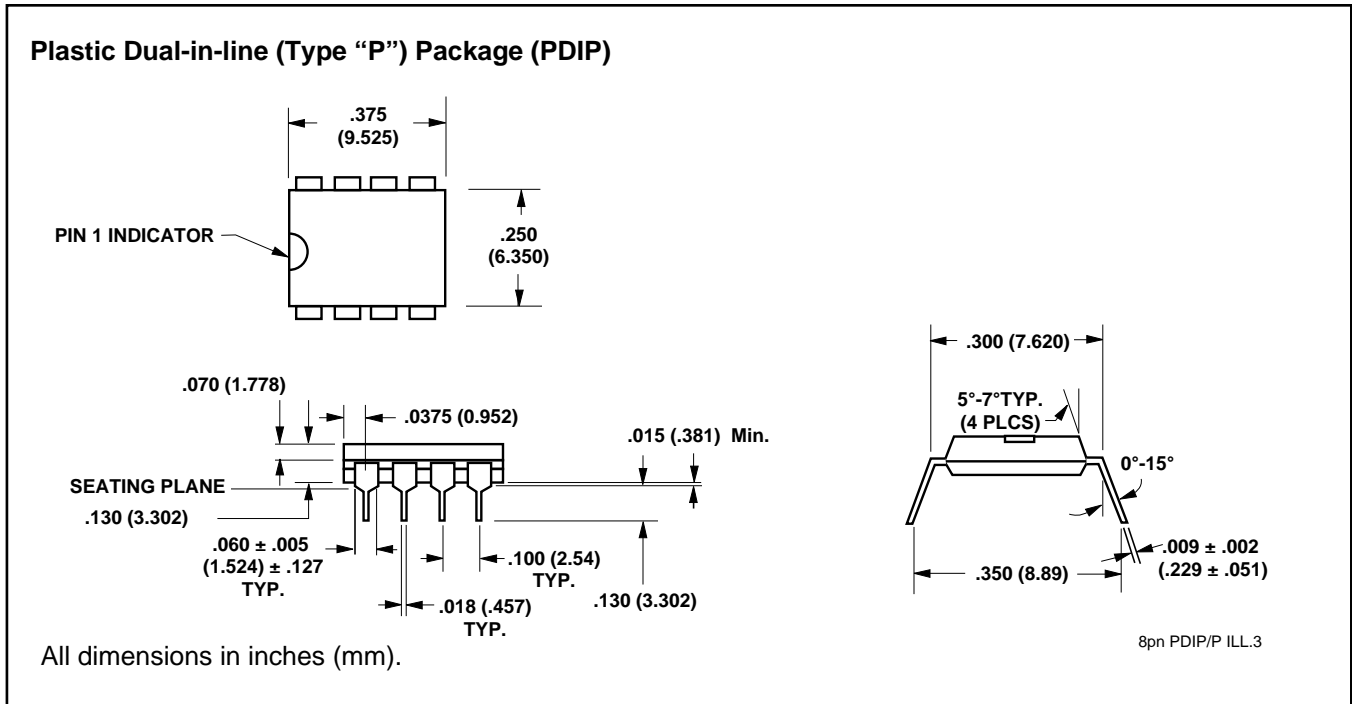 Plastic Dual-in-line (Type “P”) Package (PDIP)
.375
(9.525)
PIN 1 INDICATOR
.250
(6.350)
.070 (1.778)
.0375 (0.952)
.015 (.381) Min.
SEATING PLANE
.130 (3.302)
.060 ± .005
(1.524) ± .127
TYP.
.018 (.457)
TYP.
.100 (2.54)
TYP.
.130 (3.302)
.300 (7.620)
5°-7°TYP.
(4 PLCS)
0°-15°
.350 (8.89)
.009 ± .002
(.229 ± .051)
8pn PDIP/P ILL.3
All dimensions in inches (mm).